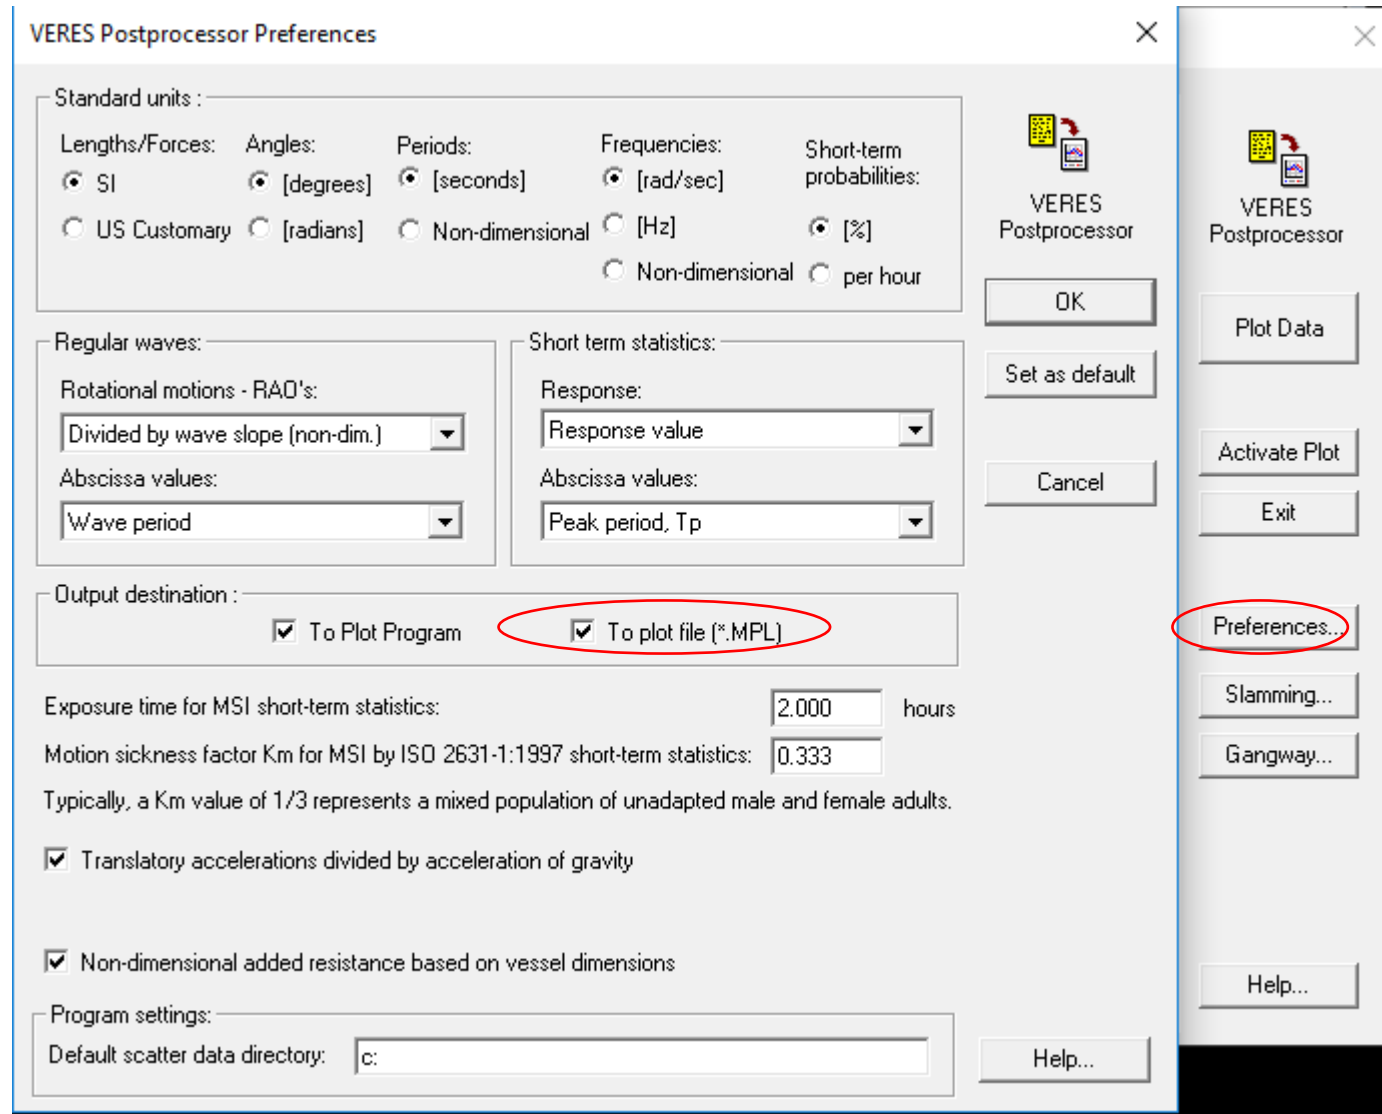 VERES Postprocessor Preferences
Standard units :
Lengths/Forces: Angles: Periods: Frequencies: Short-term probabilities:
SI [degrees] [seconds] [rad/sec]
US Customary [radians] Non-dimensional [Hz] [%]
Non-dimensional per hour
VERES
Postprocessor
OK
Set as default
Cancel
Regular waves:
Rotational motions - RAO's:
Divided by wave slope (non-dim.)
Abscissa values:
Wave period
Short term statistics:
Response:
Response value
Abscissa values:
Peak period, Tp
Output destination :
To Plot Program To plot file (*.MPL)
Exposure time for MSI short-term statistics: 2.000 hours
Motion sickness factor Km for MSI by ISO 2631-1:1997 short-term statistics: 0.333
Typically, a Km value of 1/3 represents a mixed population of unadapted male and female adults.
Translatory accelerations divided by acceleration of gravity
Non-dimensional added resistance based on vessel dimensions
Program settings:
Default scatter data directory: c:
Help...
VERES
Postprocessor
Plot Data
Activate Plot
Exit
Preferences...
Slamming...
Gangway...
Help...